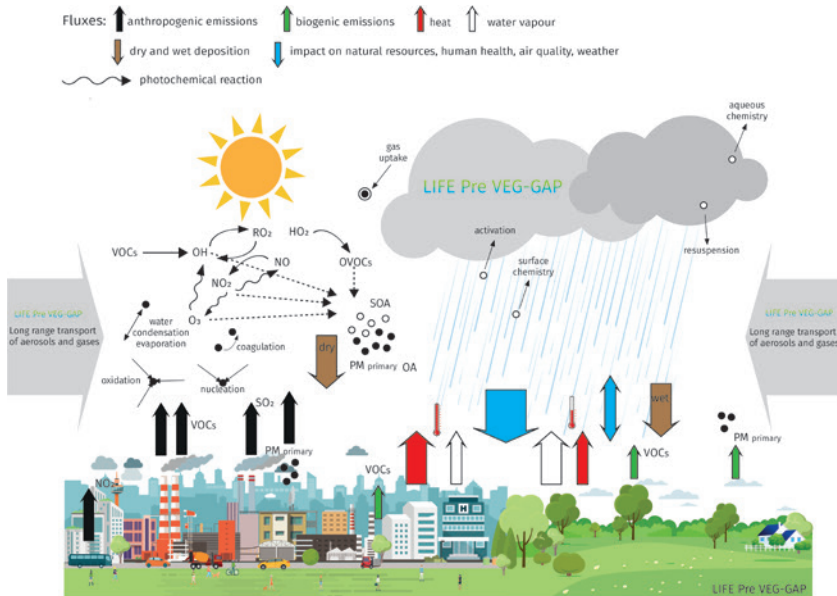 Fluxes:
anthropogenic emissions
biogenic emissions
heat
water vapour
dry and wet deposition
impact on natural resources, human health, air quality, weather
photochemical reaction
aqueous
chemistry
gas
uptake
LIFE Pre VEG-GAP
activation
resuspension
surface
chemistry
RO₂
HO₂
VOCs
OH
NO
OVOCs
NO₂
SOA
O₃
LIFE Pre VEG-GAP
Long range transport
of aerosols and gases
water
condensation
evaporation
coagulation
dry
PM primary
OA
oxidation
nucleation
LIFE Pre VEG-GAP
Long range transport
of aerosols and gases
SO₂
VOCs
wet
PM primary
PM primary
NO₂
VOCs
VOCs
H
LIFE Pre VEG-GAP